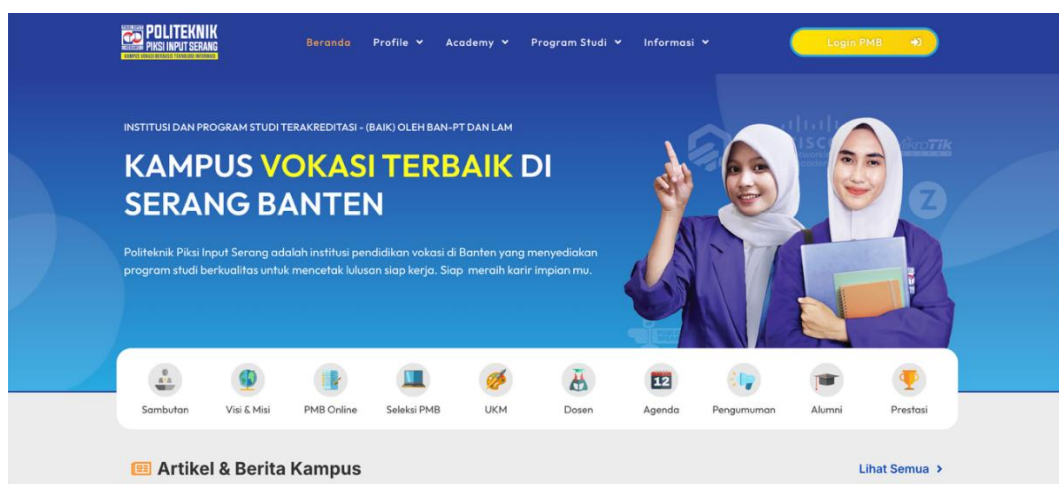 POLITEKNIK
PIKSI INPUT SERANG
Beranda Profile Academy Program Studi Informasi Login PMB
INSTITUSI DAN PROGRAM STUDI TERAKREDITASI - (BAIK) OLEH BAN-PT DAN LAM
KAMPUS VOKASI TERBAIK DI
SERANG BANTEN
Politeknik Piksi Input Serang adalah institusi pendidikan vokasi di Banten yang menyediakan
program studi berkualitas untuk mencetak lulusan siap kerja. Siap meraih karir impian mu.
12
Sambutan Visi & Misi PMB Online Seleksi PMB UKM Dosen Agenda Pengumuman Alumni Prestasi
Artikel & Berita Kampus Lihat Semua